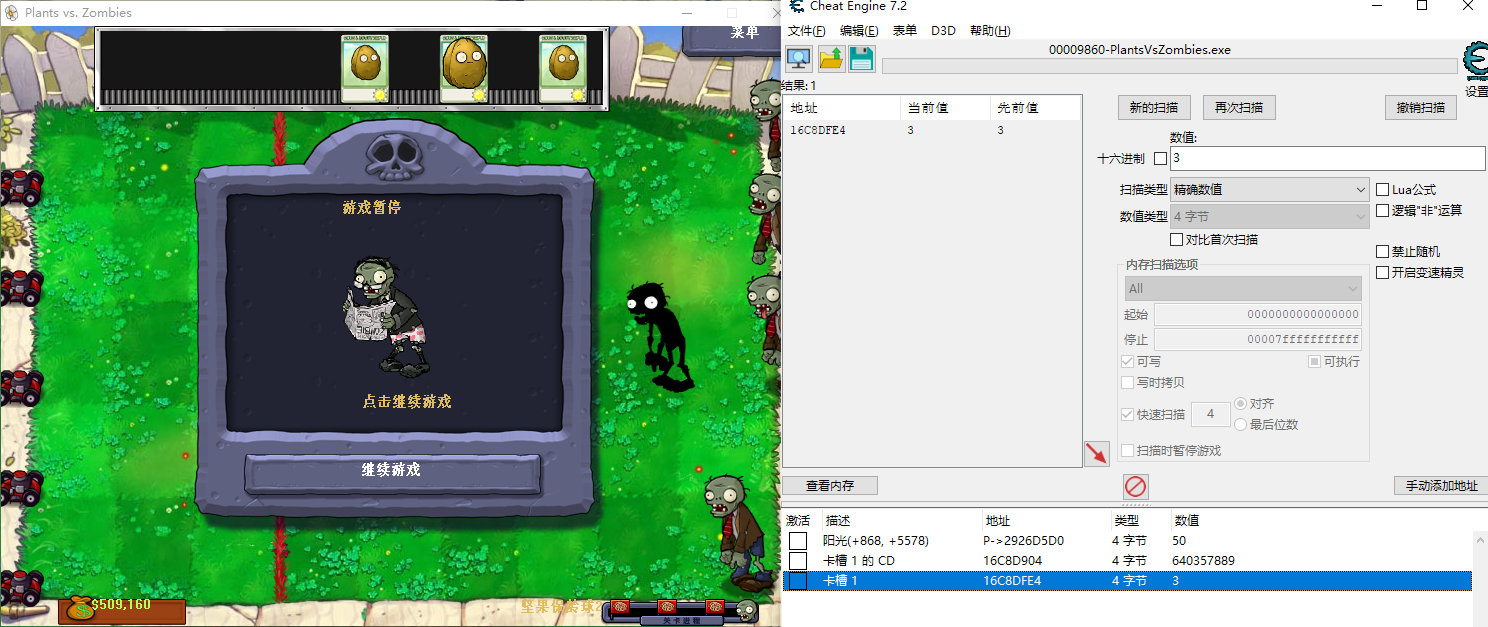 Plants vs. Zombies
菜单
游戏暂停
点击继续游戏
继续游戏
$509,160
坚果保龄球2
关卡进程
Cheat Engine 7.2
文件(F) 编辑(E) 表单 D3D 帮助(H)
00009860-PlantsVsZombies.exe
设置
结果: 1
地址 当前值 先前值
16C8DFE4 3 3
新的扫描 再次扫描 撤销扫描
数值:
十六进制 3
扫描类型 精确数值 Lua公式
数值类型 4 字节 逻辑"非"运算
对比首次扫描
内存扫描选项 禁止随机
All 开启变速精灵
起始 0000000000000000
停止 00007fffffffffff
可写 可执行
写时拷贝
快速扫描 4 对齐
最后位数
扫描时暂停游戏
查看内存 手动添加地址
激活 描述 地址 类型 数值
阳光(+868, +5578) P->2926D5D0 4 字节 50
卡槽 1 的 CD 16C8D904 4 字节 640357889
卡槽 1 16C8DFE4 4 字节 3